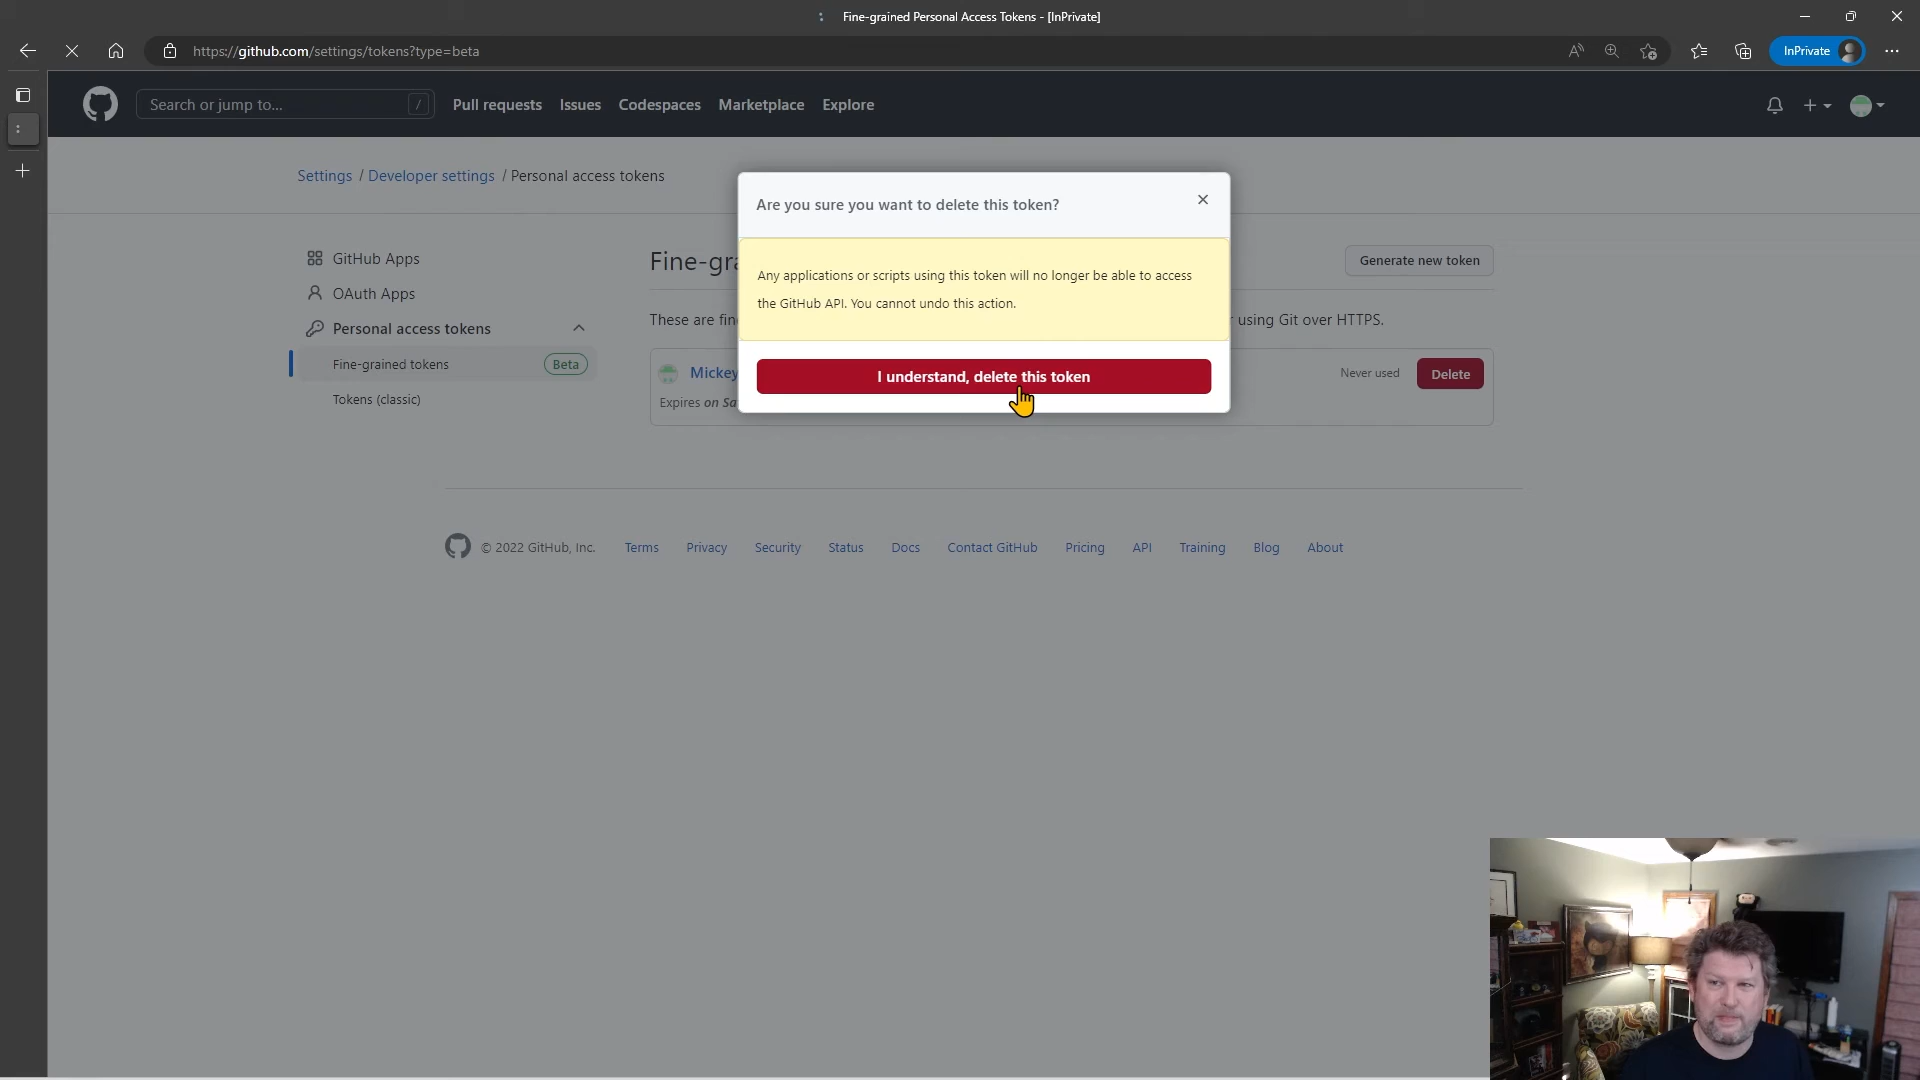 Fine-grained Personal Access Tokens - [InPrivate]
https://github.com/settings/tokens?type=beta
InPrivate
Search or jump to...
/
Pull requests
Issues
Codespaces
Marketplace
Explore
Settings / Developer settings / Personal access tokens
GitHub Apps
OAuth Apps
Personal access tokens
Fine-grained tokens
Beta
Tokens (classic)
Are you sure you want to delete this token?
Any applications or scripts using this token will no longer be able to access
the GitHub API. You cannot undo this action.
I understand, delete this token
Fine-gra
Generate new token
These are fin
using Git over HTTPS.
Mickey
Never used
Delete
Expires on Sa
© 2022 GitHub, Inc.
Terms
Privacy
Security
Status
Docs
Contact GitHub
Pricing
API
Training
Blog
About